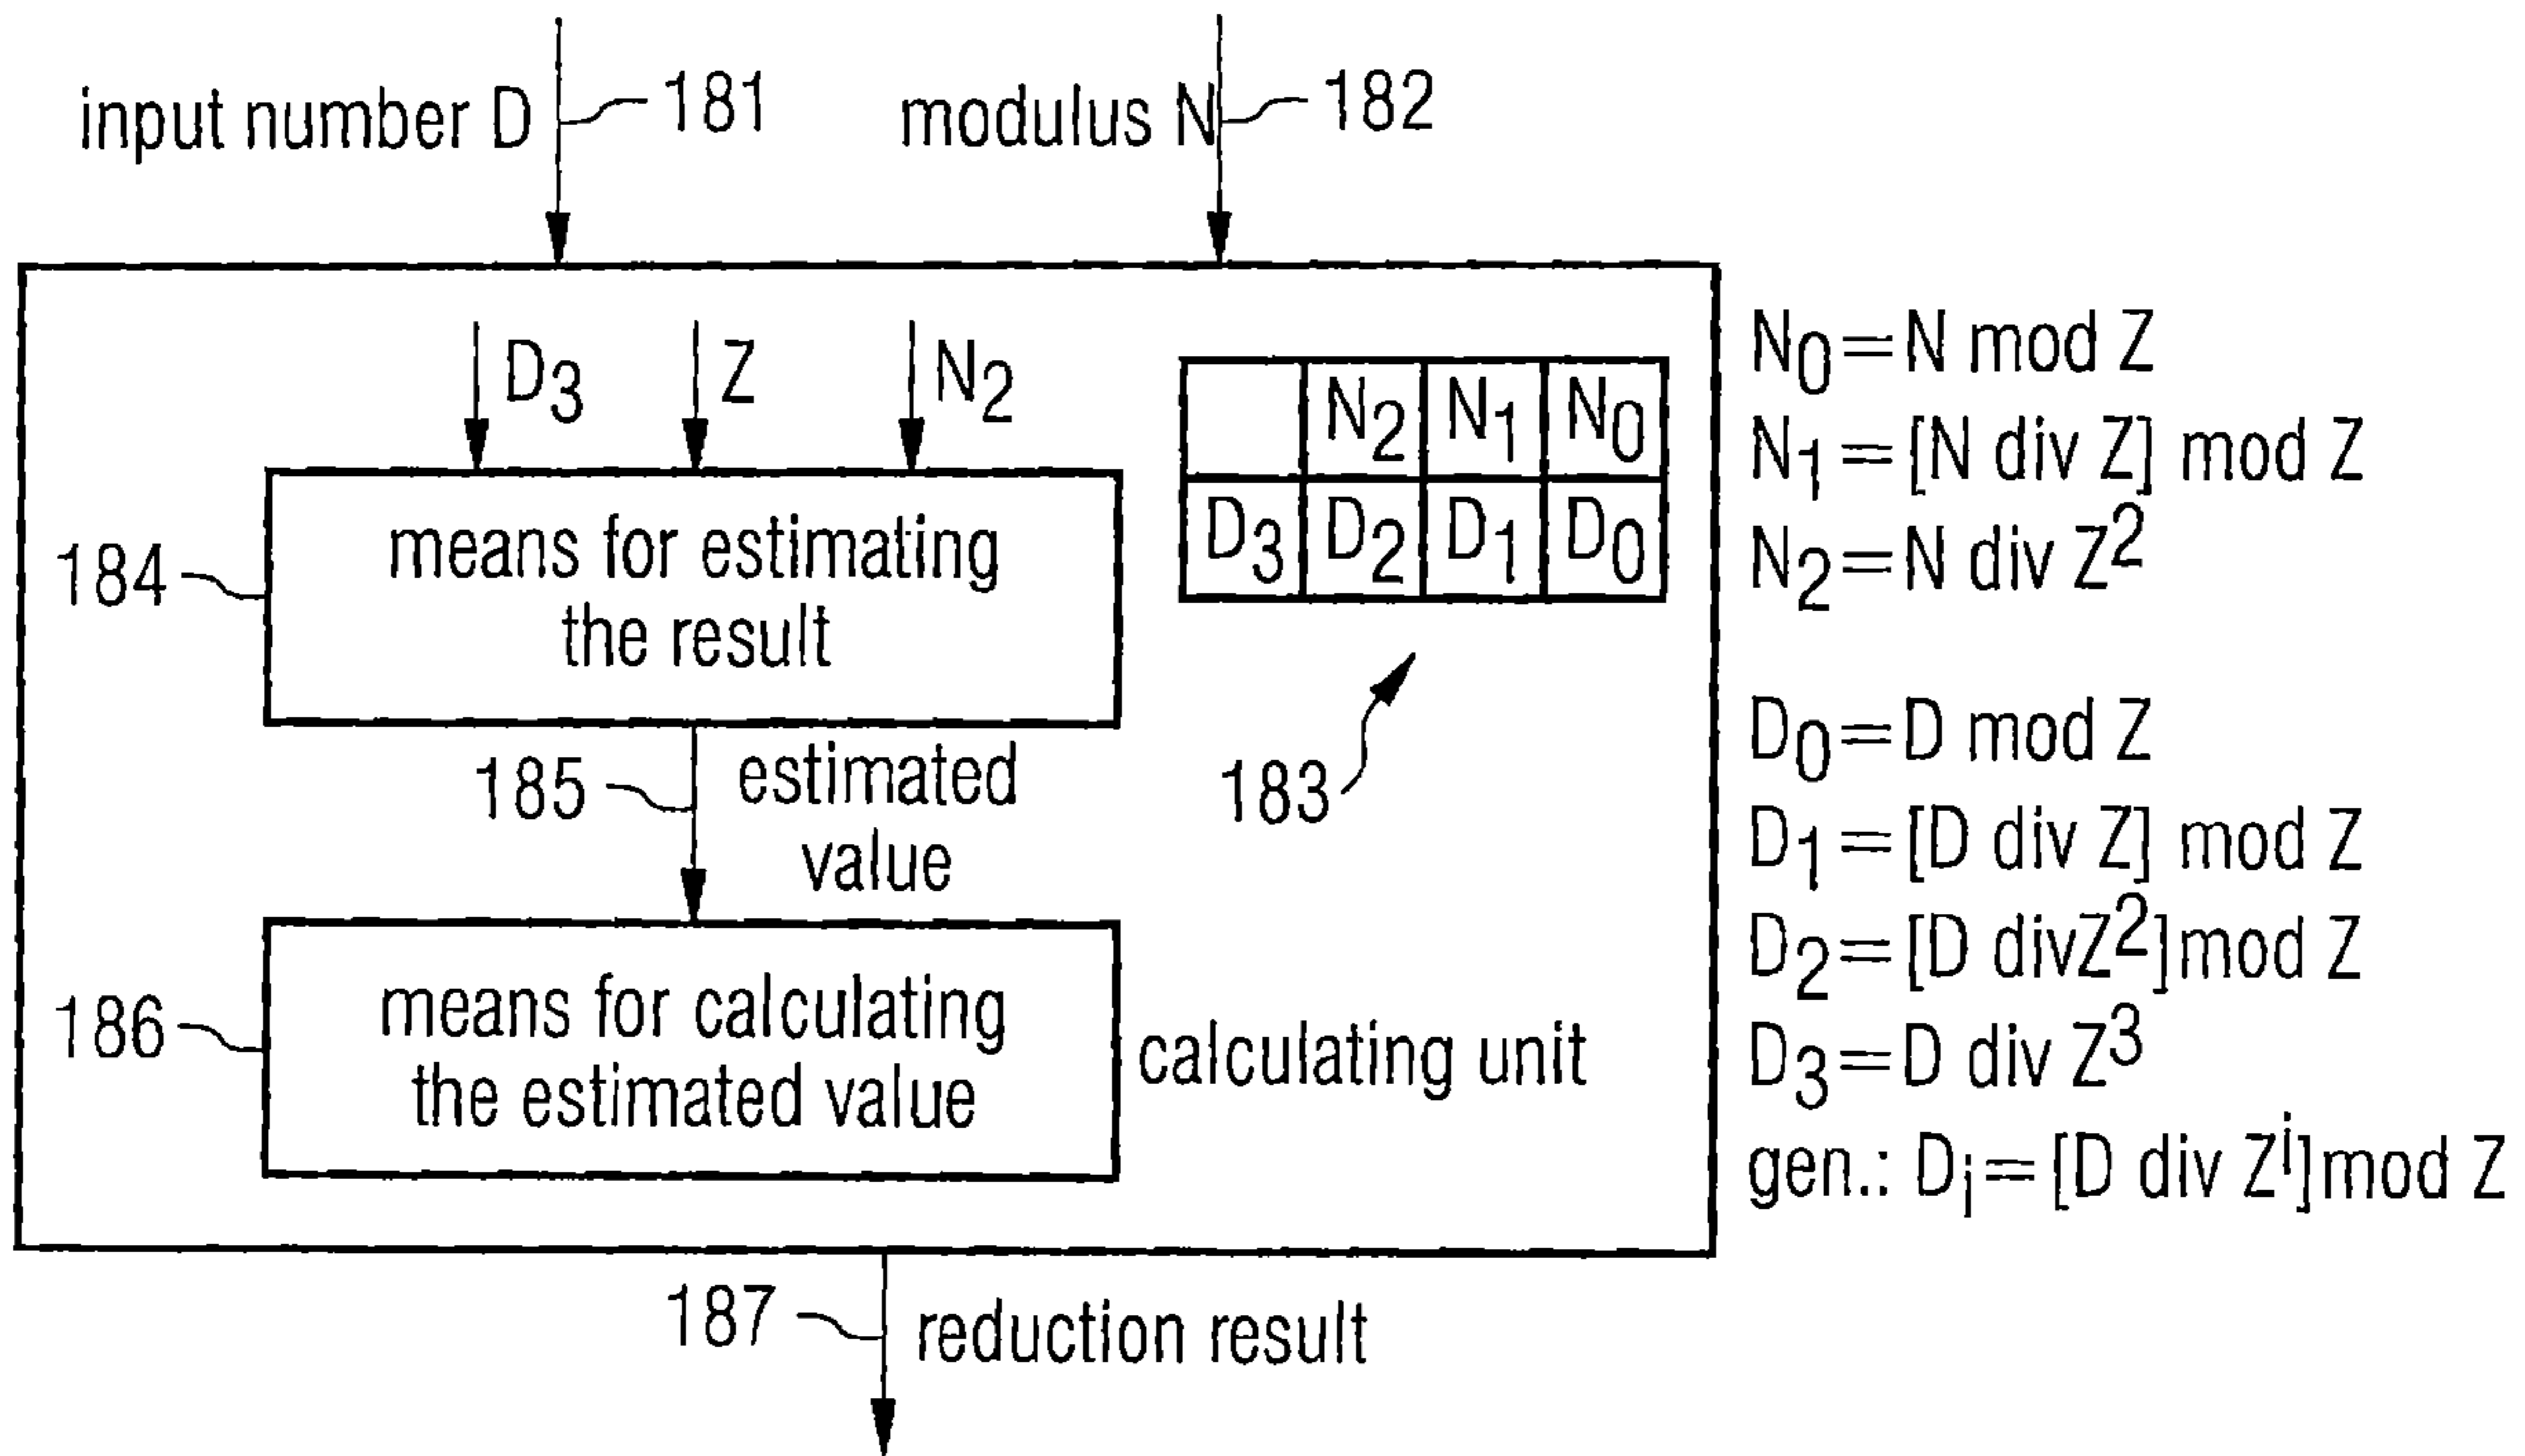 input number D
181
modulus N
182
D3
Z
N2
N2 N1 N0
D3 D2 D1 D0
184
means for estimating
the result
183
185
estimated
value
186
means for calculating
the estimated value
calculating unit
187
reduction result
N0=N mod Z
N1=[N div Z] mod Z
N2=N div Z²
D0=D mod Z
D1=[D div Z] mod Z
D2=[D divZ²]mod Z
D3=D div Z³
gen.: Di=[D div Zⁱ]mod Z